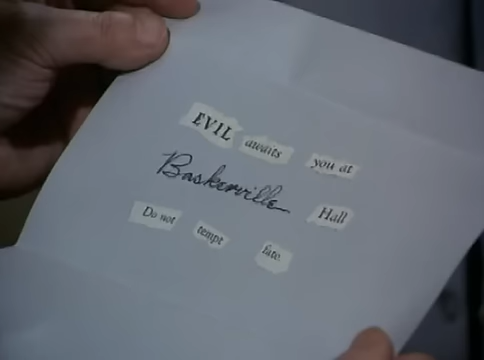 EVIL awaits you at
Baskerville Hall
Do not tempt fate.